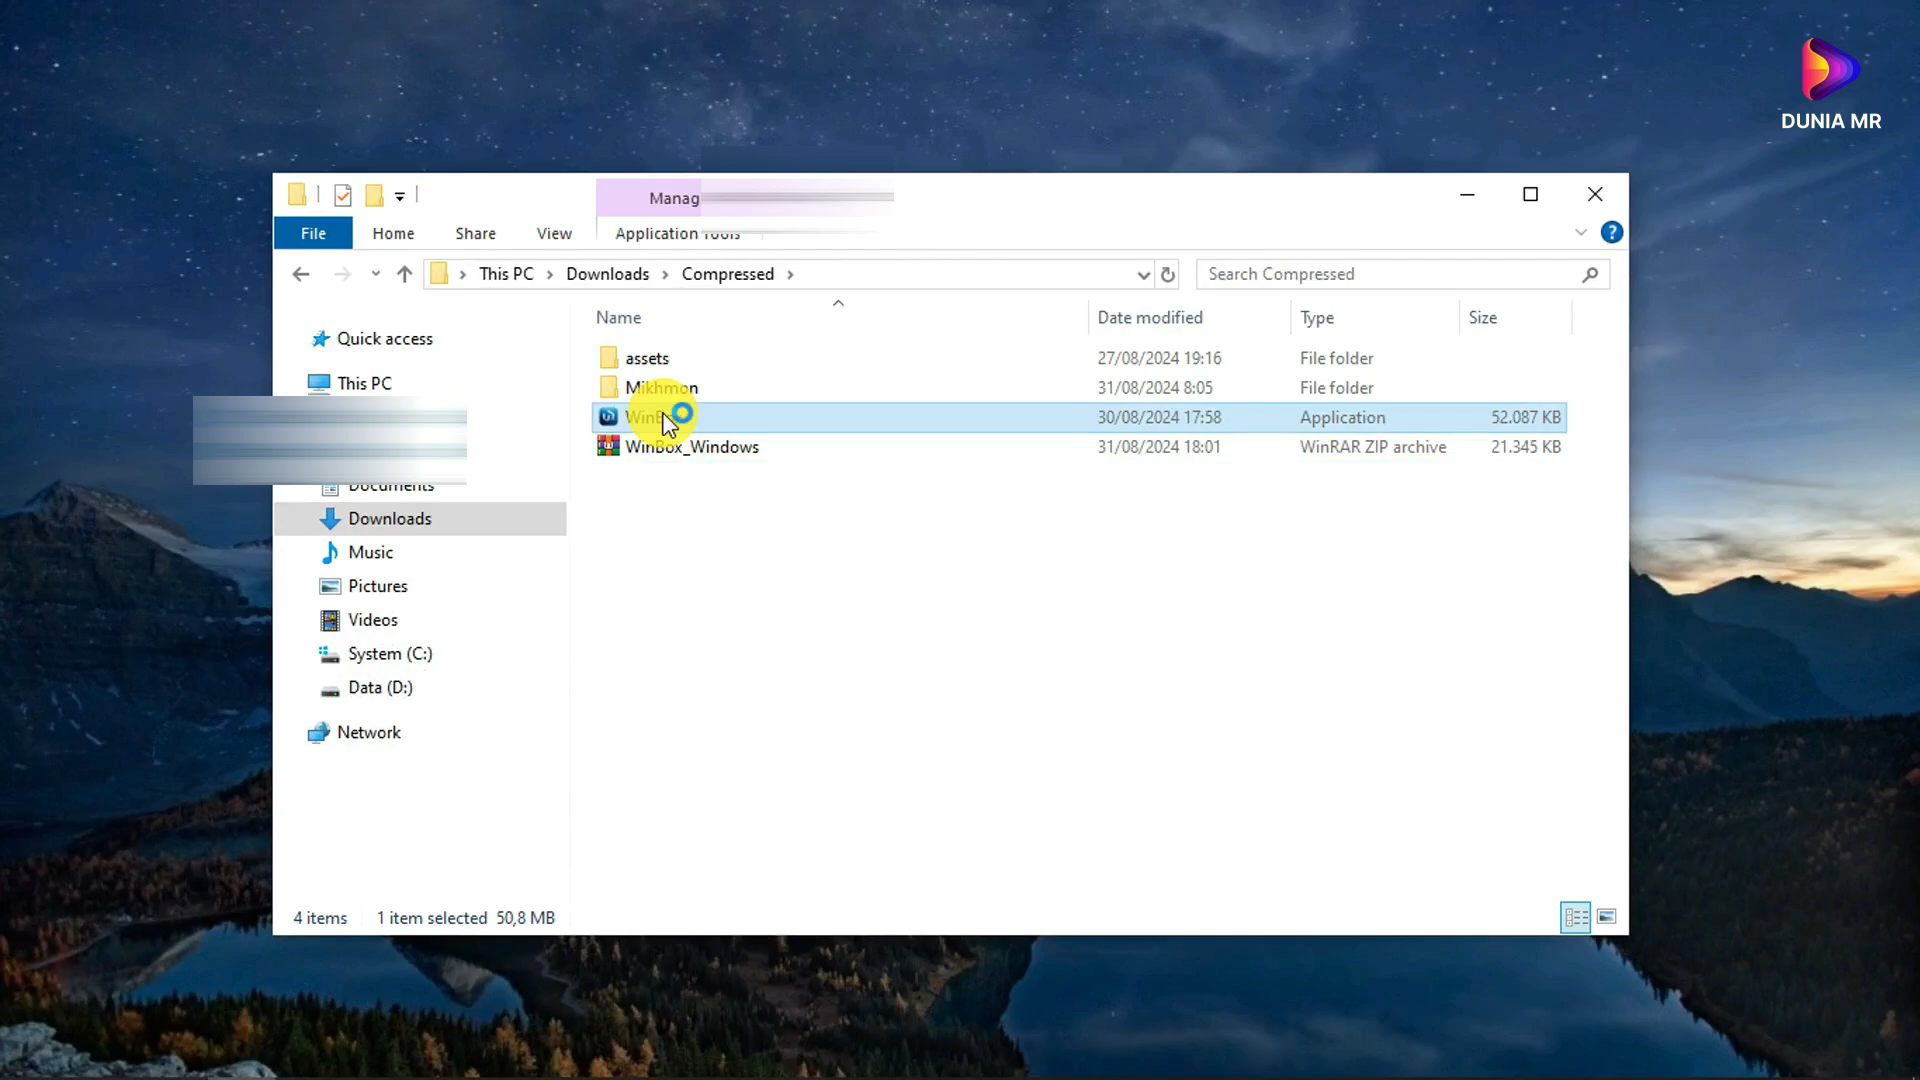 DUNIA MR
Manag
File Home Share View Application Tools
This PC Downloads Compressed
Search Compressed
Name Date modified Type Size
Quick access
This PC
Documents
Downloads
Music
Pictures
Videos
System (C:)
Data (D:)
Network
assets 27/08/2024 19:16 File folder
Mikhmon 31/08/2024 8:05 File folder
30/08/2024 17:58 Application 52.087 KB
WinBox_Windows 31/08/2024 18:01 WinRAR ZIP archive 21.345 KB
4 items 1 item selected 50,8 MB